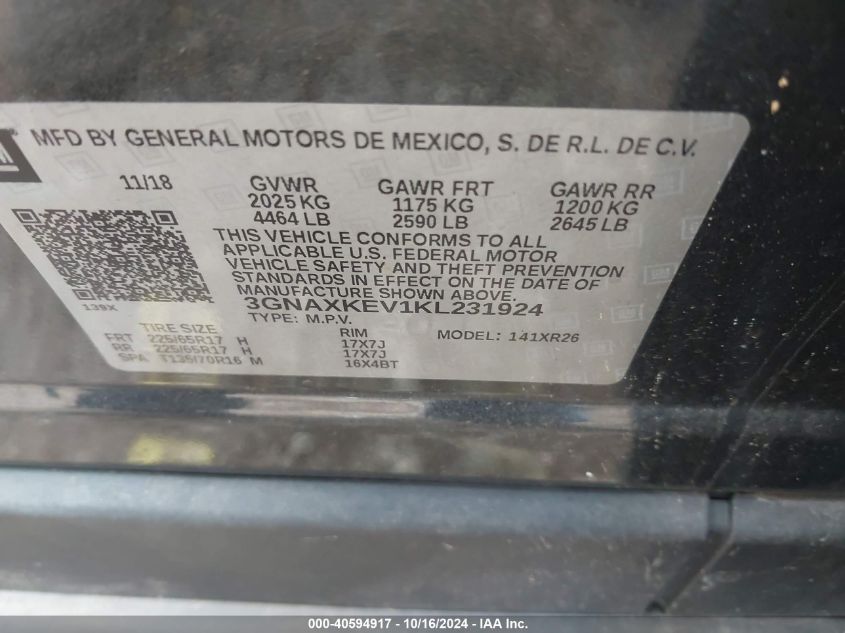 GM
MFD BY GENERAL MOTORS DE MEXICO, S. DE R.L. DE C.V.
11/18 GVWR GAWR FRT GAWR RR
2025 KG 1175 KG 1200 KG
4464 LB 2590 LB 2645 LB
THIS VEHICLE CONFORMS TO ALL
APPLICABLE U.S. FEDERAL MOTOR
VEHICLE SAFETY AND THEFT PREVENTION
STANDARDS IN EFFECT ON THE DATE OF
MANUFACTURE SHOWN ABOVE.
139X 3GNAXKEV1KL231924
TYPE: M.P.V. MODEL: 141XR26
TIRE SIZE RIM
FRT 225/65R17 H 17X7J
RR 225/65R17 H 17X7J
SPA T135/70R16 M 16X4BT
000-40594917 - 10/16/2024 - IAA Inc.